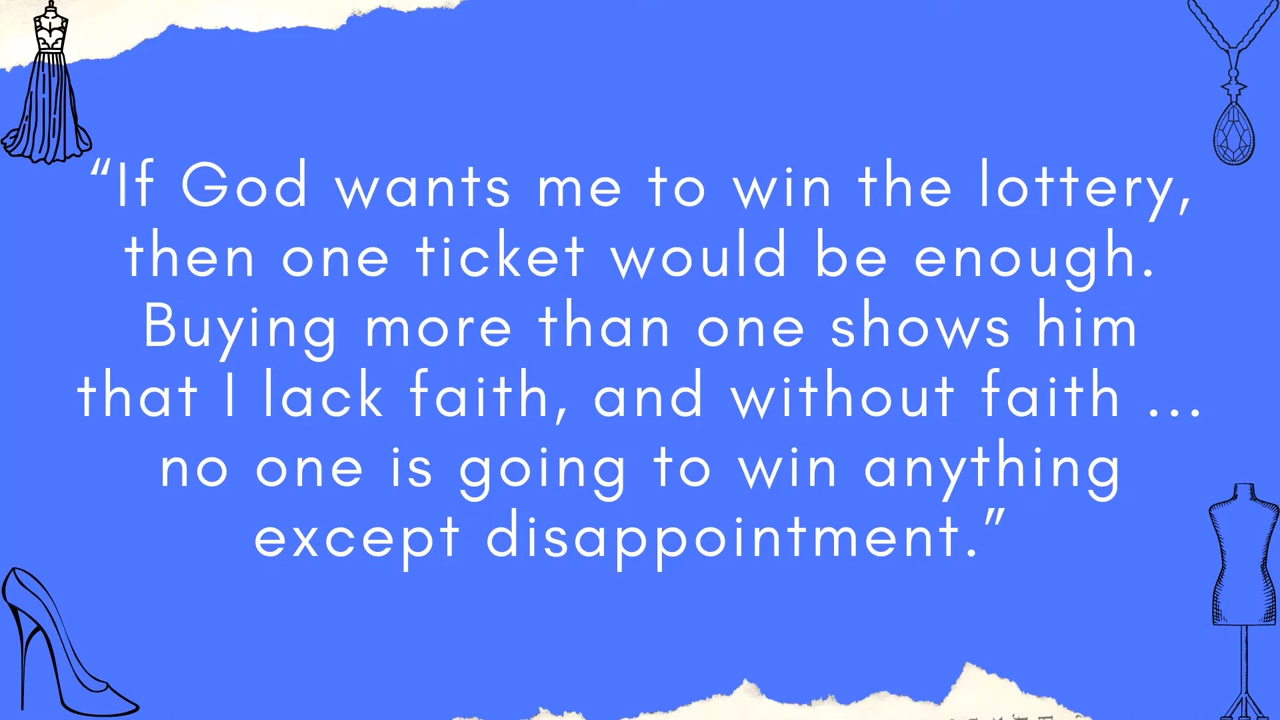 “If God wants me to win the lottery,
then one ticket would be enough.
Buying more than one shows him
that I lack faith, and without faith ...
no one is going to win anything
except disappointment.”